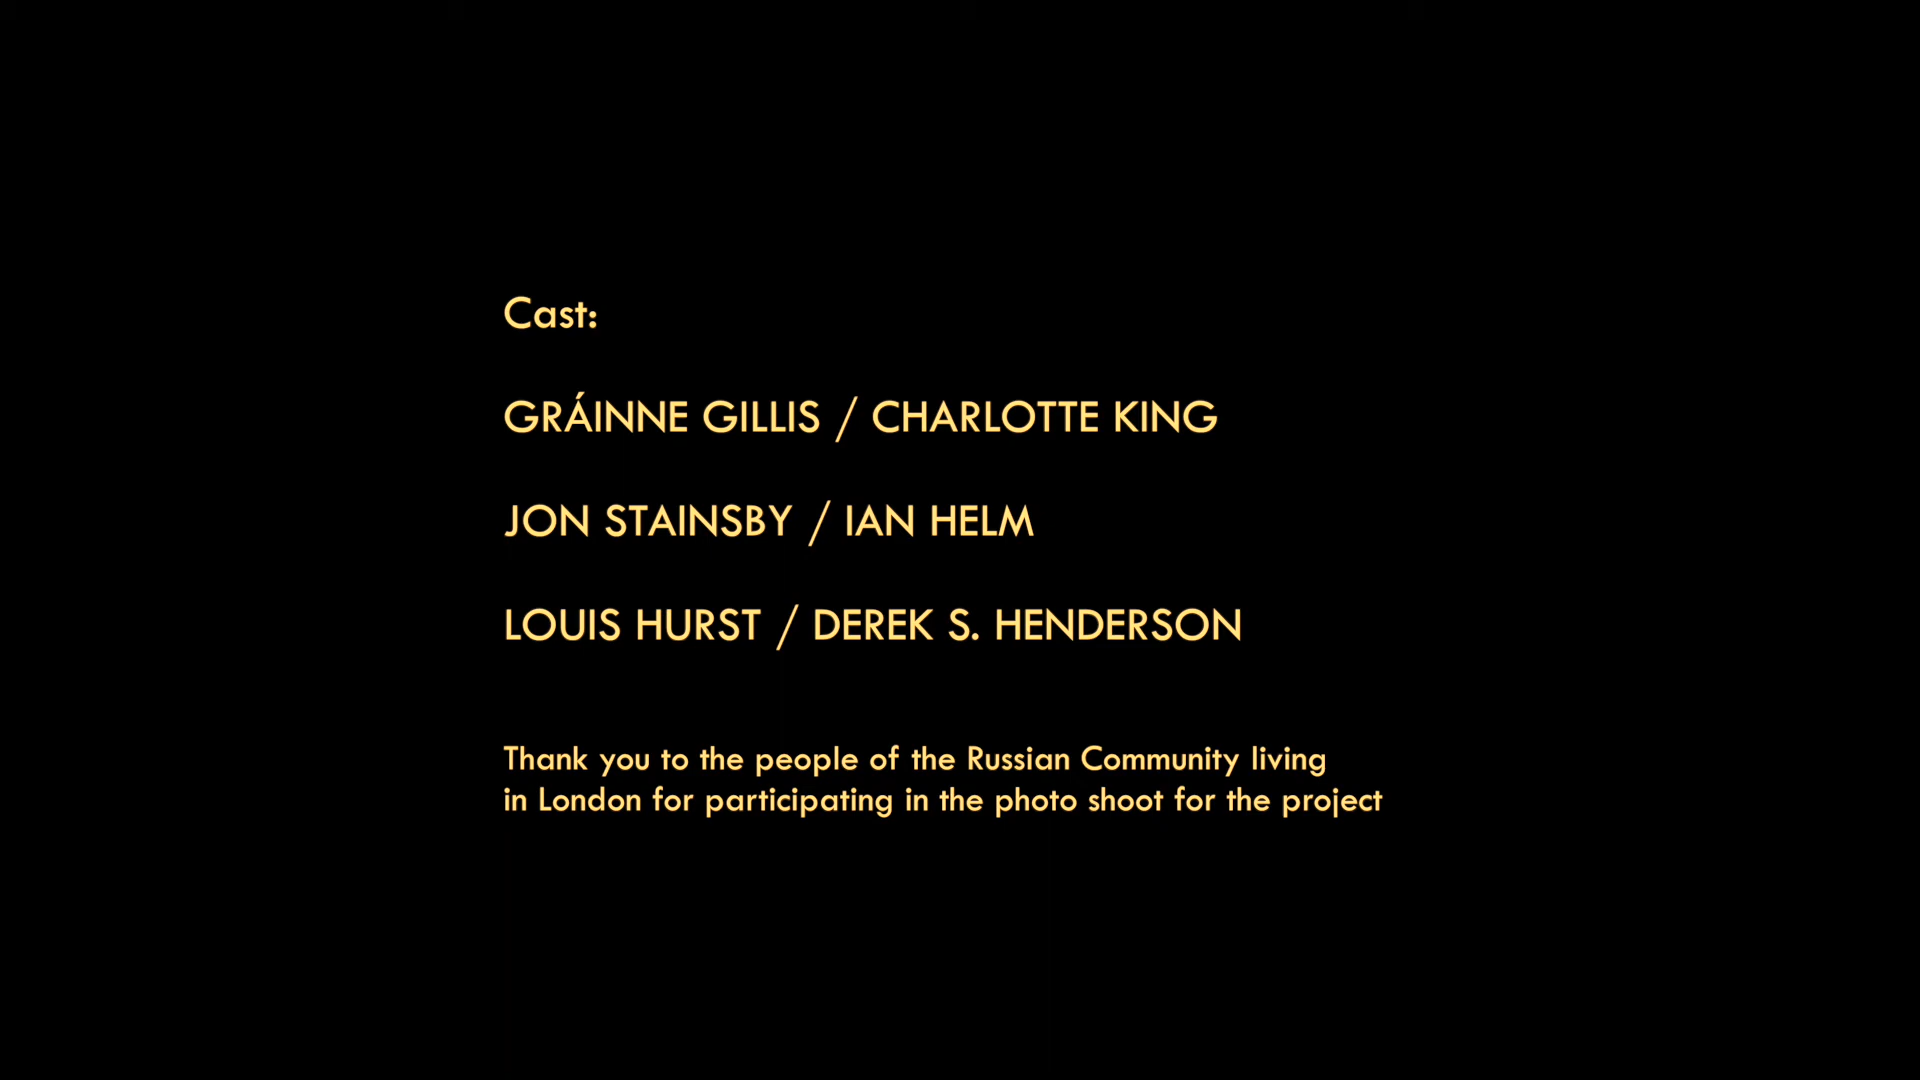 Cast:
GRÁINNE GILLIS / CHARLOTTE KING
JON STAINSBY / IAN HELM
LOUIS HURST / DEREK S. HENDERSON
Thank you to the people of the Russian Community living
in London for participating in the photo shoot for the project